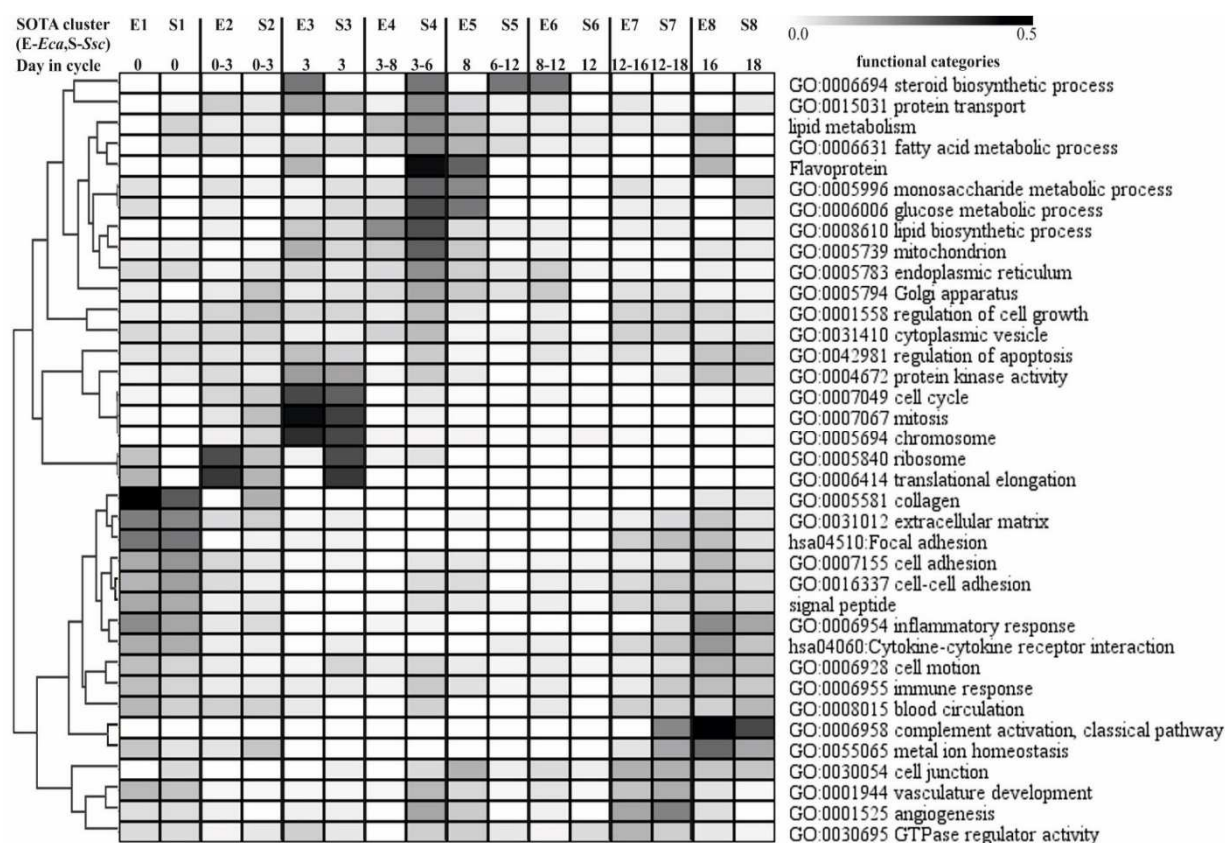 SOTA cluster E1 S1 E2 S2 E3 S3 E4 S4 E5 S5 E6 S6 E7 S7 E8 S8
(E-Eca,S-Ssc)
0.0 0.5
Day in cycle 0 0 0-3 0-3 3 3 3-8 3-6 8 6-12 8-12 12 12-16 12-18 16 18
functional categories
GO:0006694 steroid biosynthetic process
GO:0015031 protein transport
lipid metabolism
GO:0006631 fatty acid metabolic process
Flavoprotein
GO:0005996 monosaccharide metabolic process
GO:0006006 glucose metabolic process
GO:0008610 lipid biosynthetic process
GO:0005739 mitochondrion
GO:0005783 endoplasmic reticulum
GO:0005794 Golgi apparatus
GO:0001558 regulation of cell growth
GO:0031410 cytoplasmic vesicle
GO:0042981 regulation of apoptosis
GO:0004672 protein kinase activity
GO:0007049 cell cycle
GO:0007067 mitosis
GO:0005694 chromosome
GO:0005840 ribosome
GO:0006414 translational elongation
GO:0005581 collagen
GO:0031012 extracellular matrix
hsa04510:Focal adhesion
GO:0007155 cell adhesion
GO:0016337 cell-cell adhesion
signal peptide
GO:0006954 inflammatory response
hsa04060:Cytokine-cytokine receptor interaction
GO:0006928 cell motion
GO:0006955 immune response
GO:0008015 blood circulation
GO:0006958 complement activation, classical pathway
GO:0055065 metal ion homeostasis
GO:0030054 cell junction
GO:0001944 vasculature development
GO:0001525 angiogenesis
GO:0030695 GTPase regulator activity